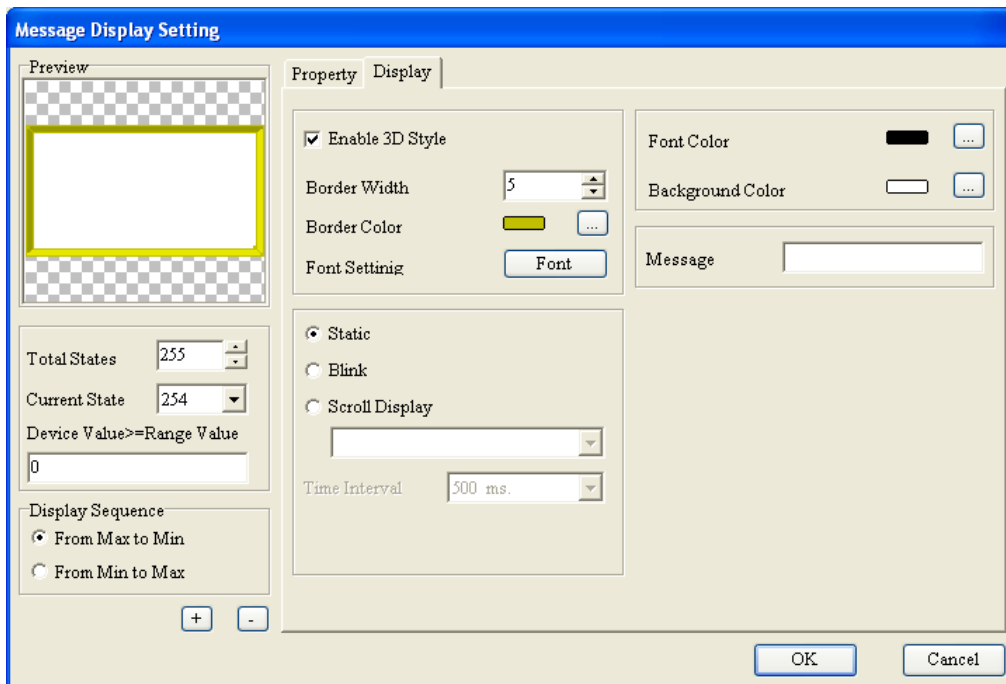 Message Display Setting
Preview
Total States
255
Current State
254
Device Value>=Range Value
0
Display Sequence
From Max to Min
From Min to Max
+
-
Property
Display
Enable 3D Style
Border Width
5
Border Color
...
Font Settinig
Font
Static
Blink
Scroll Display
Time Interval
500 ms.
Font Color
...
Background Color
...
Message
OK
Cancel